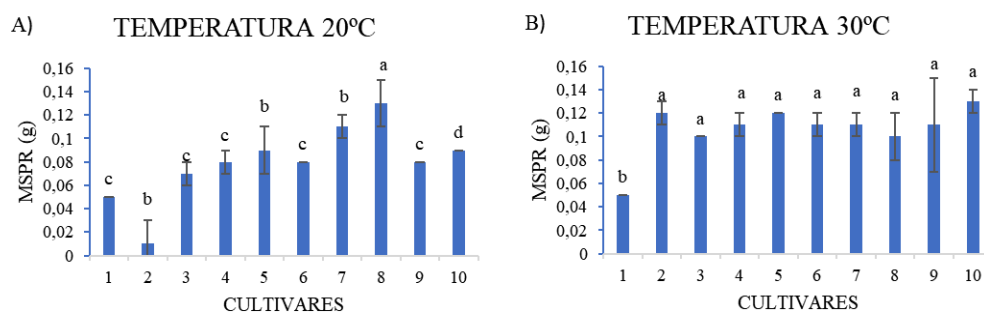 A)
TEMPERATURA 20ºC
MSPR (g)
0,16
0,14
0,12
0,1
0,08
0,06
0,04
0,02
0
c b c c b c b a c d
1 2 3 4 5 6 7 8 9 10
CULTIVARES
B)
TEMPERATURA 30ºC
MSPR (g)
0,16
0,14
0,12
0,1
0,08
0,06
0,04
0,02
0
b a a a a a a a a a
1 2 3 4 5 6 7 8 9 10
CULTIVARES